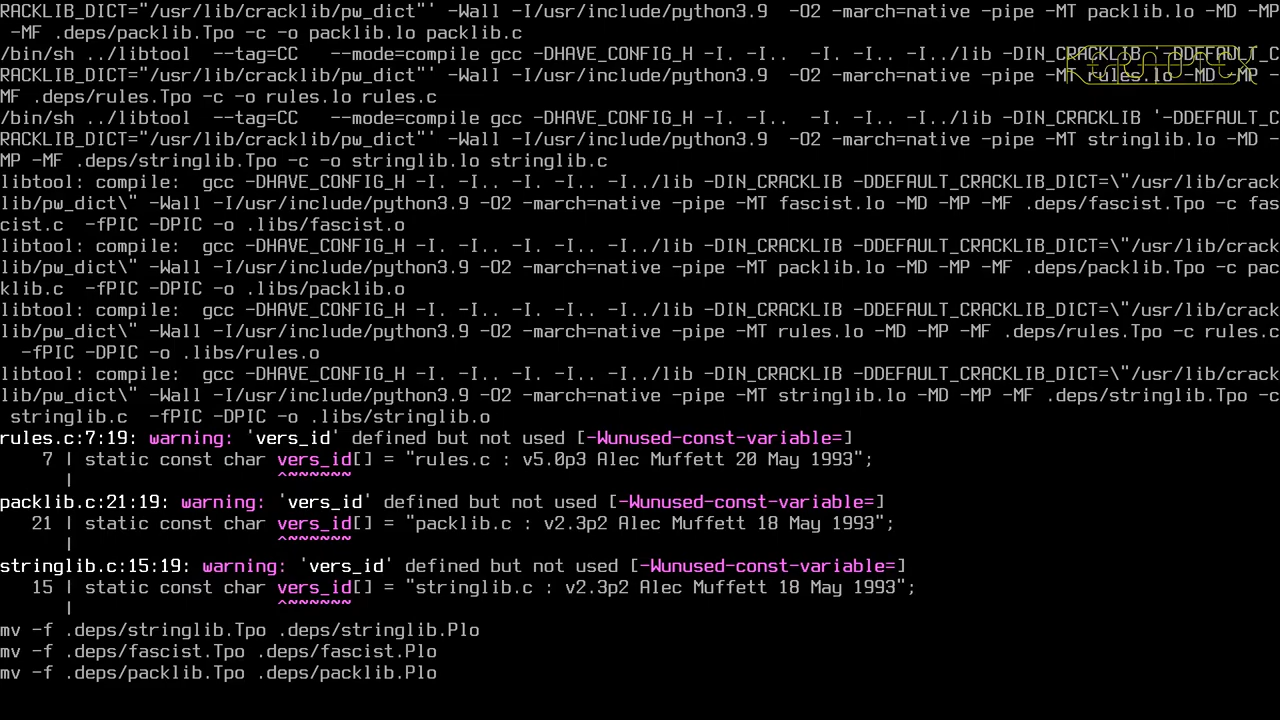 RACKLIB_DICT="/usr/lib/cracklib/pw_dict"' -Wall -I/usr/include/python3.9  -O2 -march=native -pipe -MT packlib.lo -MD -MP
 -MF .deps/packlib.Tpo -c -o packlib.lo packlib.c
/bin/sh ../libtool  --tag=CC   --mode=compile gcc -DHAVE_CONFIG_H -I. -I..  -I. -I.. -I../lib -DIN_CRACKLIB '-DDEFAULT_C
RACKLIB_DICT="/usr/lib/cracklib/pw_dict"' -Wall -I/usr/include/python3.9  -O2 -march=native -pipe -MT rules.lo -MD -MP -
MF .deps/rules.Tpo -c -o rules.lo rules.c
/bin/sh ../libtool  --tag=CC   --mode=compile gcc -DHAVE_CONFIG_H -I. -I..  -I. -I.. -I../lib -DIN_CRACKLIB '-DDEFAULT_C
RACKLIB_DICT="/usr/lib/cracklib/pw_dict"' -Wall -I/usr/include/python3.9  -O2 -march=native -pipe -MT stringlib.lo -MD -
MP -MF .deps/stringlib.Tpo -c -o stringlib.lo stringlib.c
libtool: compile:  gcc -DHAVE_CONFIG_H -I. -I.. -I. -I.. -I../lib -DIN_CRACKLIB -DDEFAULT_CRACKLIB_DICT=\"/usr/lib/crack
lib/pw_dict\" -Wall -I/usr/include/python3.9 -O2 -march=native -pipe -MT fascist.lo -MD -MP -MF .deps/fascist.Tpo -c fas
cist.c  -fPIC -DPIC -o .libs/fascist.o
libtool: compile:  gcc -DHAVE_CONFIG_H -I. -I.. -I. -I.. -I../lib -DIN_CRACKLIB -DDEFAULT_CRACKLIB_DICT=\"/usr/lib/crack
lib/pw_dict\" -Wall -I/usr/include/python3.9 -O2 -march=native -pipe -MT packlib.lo -MD -MP -MF .deps/packlib.Tpo -c pac
klib.c  -fPIC -DPIC -o .libs/packlib.o
libtool: compile:  gcc -DHAVE_CONFIG_H -I. -I.. -I. -I.. -I../lib -DIN_CRACKLIB -DDEFAULT_CRACKLIB_DICT=\"/usr/lib/crack
lib/pw_dict\" -Wall -I/usr/include/python3.9 -O2 -march=native -pipe -MT rules.lo -MD -MP -MF .deps/rules.Tpo -c rules.c
  -fPIC -DPIC -o .libs/rules.o
libtool: compile:  gcc -DHAVE_CONFIG_H -I. -I.. -I. -I.. -I../lib -DIN_CRACKLIB -DDEFAULT_CRACKLIB_DICT=\"/usr/lib/crack
lib/pw_dict\" -Wall -I/usr/include/python3.9 -O2 -march=native -pipe -MT stringlib.lo -MD -MP -MF .deps/stringlib.Tpo -c
 stringlib.c  -fPIC -DPIC -o .libs/stringlib.o
rules.c:7:19: warning: 'vers_id' defined but not used [-Wunused-const-variable=]
    7 | static const char vers_id[] = "rules.c : v5.0p3 Alec Muffett 20 May 1993";
      |                   ^~~~~~~
packlib.c:21:19: warning: 'vers_id' defined but not used [-Wunused-const-variable=]
   21 | static const char vers_id[] = "packlib.c : v2.3p2 Alec Muffett 18 May 1993";
      |                   ^~~~~~~
stringlib.c:15:19: warning: 'vers_id' defined but not used [-Wunused-const-variable=]
   15 | static const char vers_id[] = "stringlib.c : v2.3p2 Alec Muffett 18 May 1993";
      |                   ^~~~~~~
mv -f .deps/stringlib.Tpo .deps/stringlib.Plo
mv -f .deps/fascist.Tpo .deps/fascist.Plo
mv -f .deps/packlib.Tpo .deps/packlib.Plo